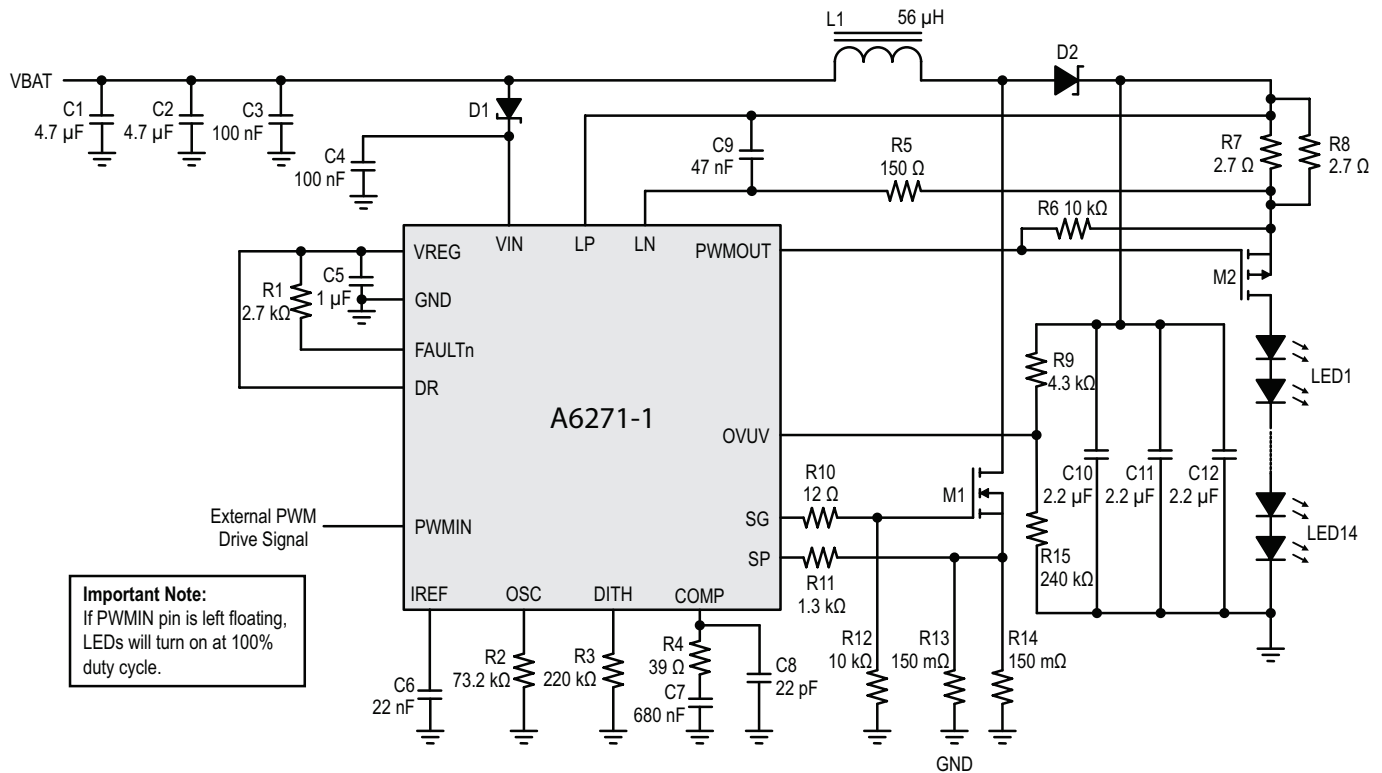 L1
56 µH
D2
VBAT
C1
4.7 µF
C2
4.7 µF
C3
100 nF
D1
C4
100 nF
C9
47 nF
R5
150 Ω
R7
2.7 Ω
R8
2.7 Ω
R6 10 kΩ
VIN
LP
LN
PWMOUT
VREG
C5
1 µF
GND
R1
2.7 kΩ
FAULTn
DR
M2
LED1
R9
4.3 kΩ
A6271-1
OVUV
C10
2.2 µF
C11
2.2 µF
C12
2.2 µF
R10
12 Ω
M1
External PWM
Drive Signal
PWMIN
SG
SP
R11
1.3 kΩ
R15
240 kΩ
LED14
Important Note:
If PWMIN pin is left floating,
LEDs will turn on at 100%
duty cycle.
IREF
OSC
DITH
COMP
C6
22 nF
R2
73.2 kΩ
R3
220 kΩ
R4
39 Ω
C7
680 nF
C8
22 pF
R12
10 kΩ
R13
150 mΩ
R14
150 mΩ
GND